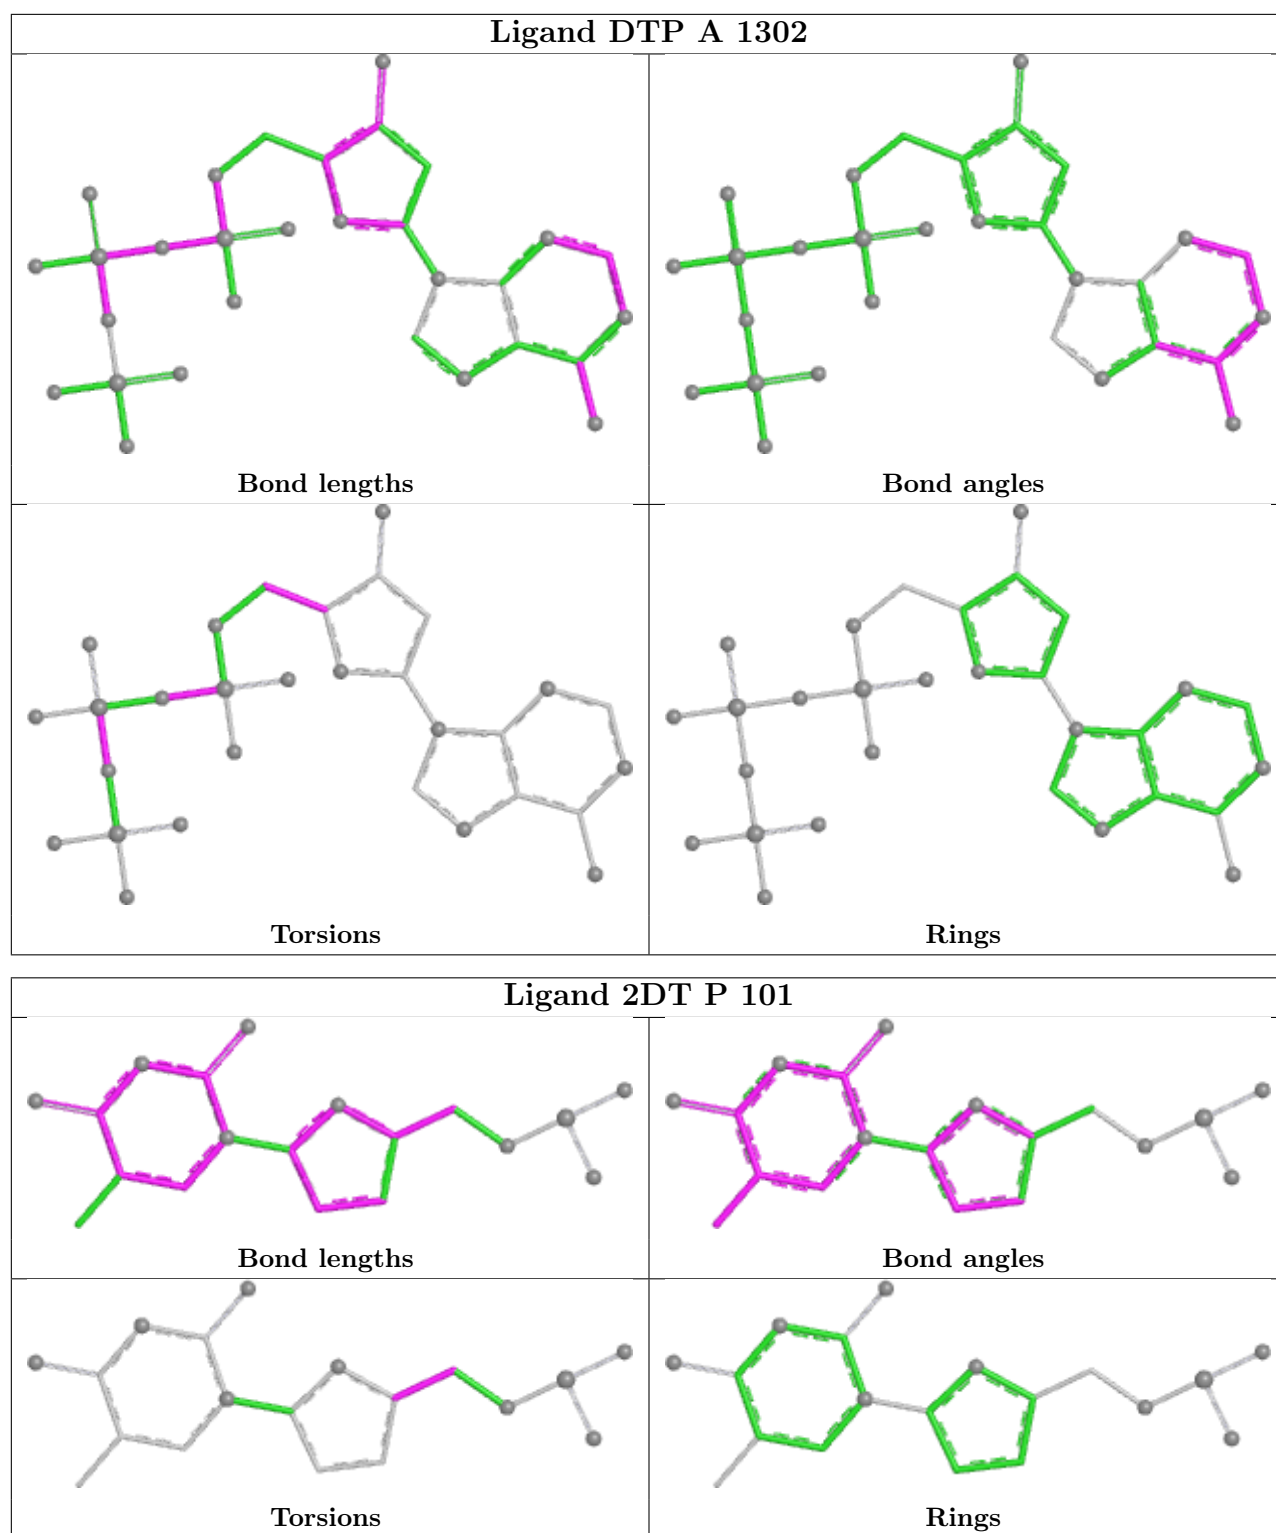 Ligand DTP A 1302
Bond lengths
Bond angles
Torsions
Rings
Ligand 2DT P 101
Bond lengths
Bond angles
Torsions
Rings